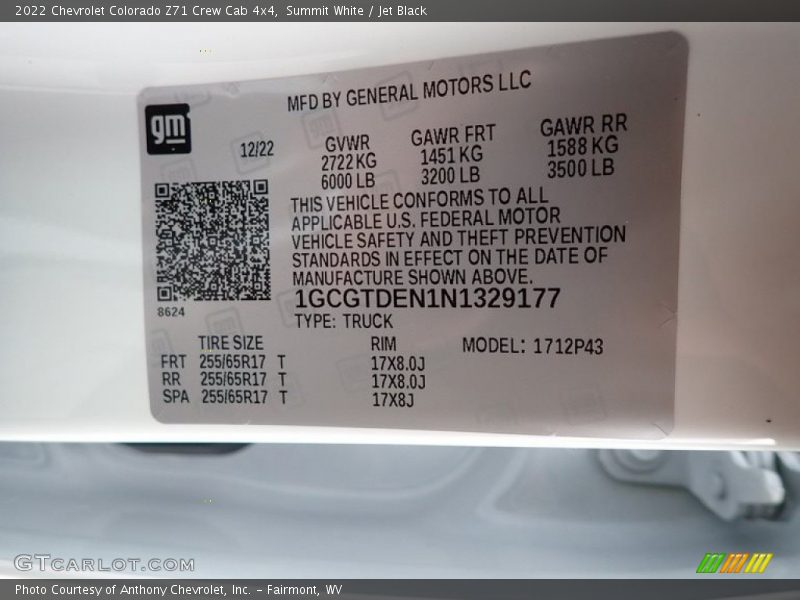 2022 Chevrolet Colorado Z71 Crew Cab 4x4, Summit White / Jet Black
MFD BY GENERAL MOTORS LLC
gm
12/22
GVWR
2722 KG
6000 LB
GAWR FRT
1451 KG
3200 LB
GAWR RR
1588 KG
3500 LB
THIS VEHICLE CONFORMS TO ALL
APPLICABLE U.S. FEDERAL MOTOR
VEHICLE SAFETY AND THEFT PREVENTION
STANDARDS IN EFFECT ON THE DATE OF
MANUFACTURE SHOWN ABOVE.
1GCGTDEN1N1329177
8624
TYPE: TRUCK
TIRE SIZE RIM MODEL: 1712P43
FRT 255/65R17 T 17X8.0J
RR 255/65R17 T 17X8.0J
SPA 255/65R17 T 17X8J
GTCARLOT.COM
Photo Courtesy of Anthony Chevrolet, Inc. - Fairmont, WV